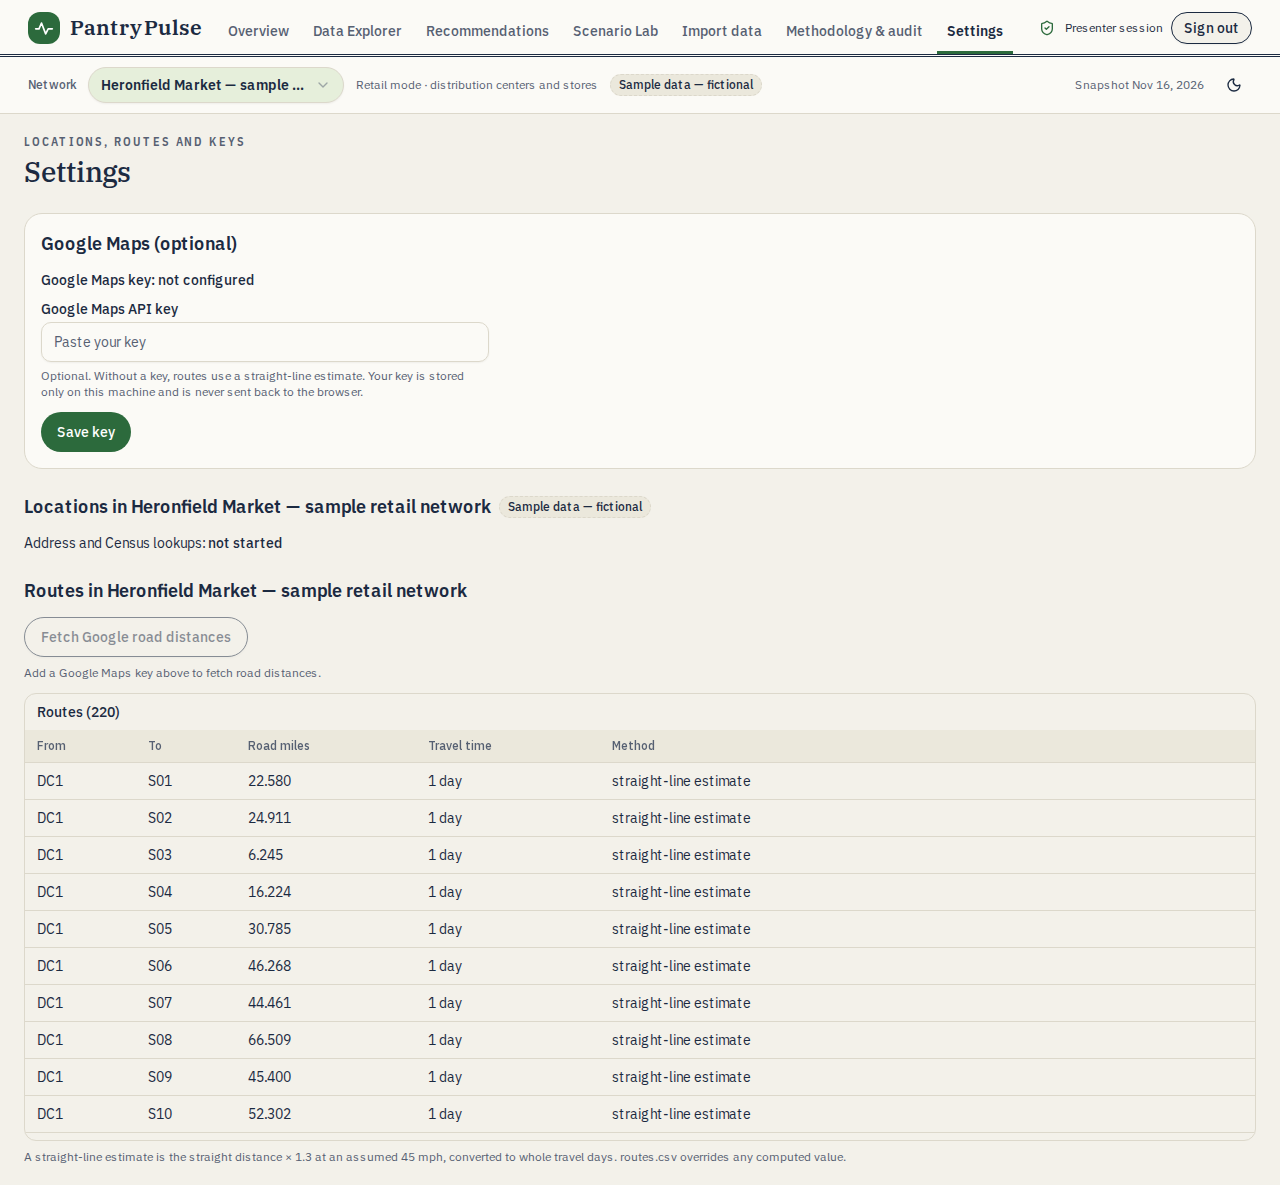 PantryPulse
Overview
Data Explorer
Recommendations
Scenario Lab
Import data
Methodology & audit
Settings
Presenter session
Sign out
Network
Heronfield Market — sample ...
Retail mode · distribution centers and stores
Sample data — fictional
Snapshot Nov 16, 2026
LOCATIONS, ROUTES AND KEYS
Settings
Google Maps (optional)
Google Maps key: not configured
Google Maps API key
Paste your key
Optional. Without a key, routes use a straight-line estimate. Your key is stored
only on this machine and is never sent back to the browser.
Save key
Locations in Heronfield Market — sample retail network
Sample data — fictional
Address and Census lookups: not started
Routes in Heronfield Market — sample retail network
Fetch Google road distances
Add a Google Maps key above to fetch road distances.
Routes (220)
From To Road miles Travel time Method
DC1 S01 22.580 1 day straight-line estimate
DC1 S02 24.911 1 day straight-line estimate
DC1 S03 6.245 1 day straight-line estimate
DC1 S04 16.224 1 day straight-line estimate
DC1 S05 30.785 1 day straight-line estimate
DC1 S06 46.268 1 day straight-line estimate
DC1 S07 44.461 1 day straight-line estimate
DC1 S08 66.509 1 day straight-line estimate
DC1 S09 45.400 1 day straight-line estimate
DC1 S10 52.302 1 day straight-line estimate
A straight-line estimate is the straight distance × 1.3 at an assumed 45 mph, converted to whole travel days. routes.csv overrides any computed value.